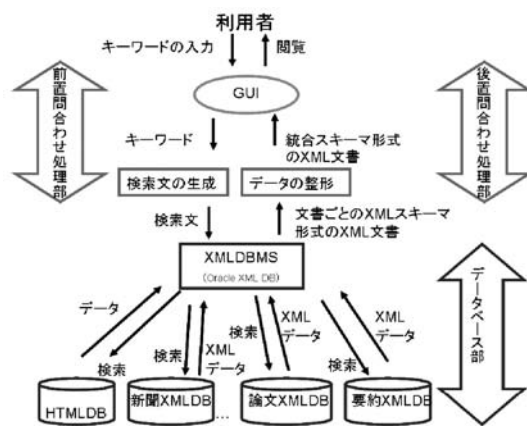 利用者
キーワードの入力
閲覧
前置問合わせ処理部
後置問合わせ処理部
GUI
キーワード
統合スキーマ形式
のXML文書
検索文の生成
データの整形
検索文
文書ごとのXMLスキーマ
形式のXML文書
XMLDBMS
(Oracle XML DB)
データベース部
データ
検索
検索
XML
データ
検索
XML
データ
検索
XML
データ
HTMLDB
新聞XMLDB
...
論文XMLDB
要約XMLDB